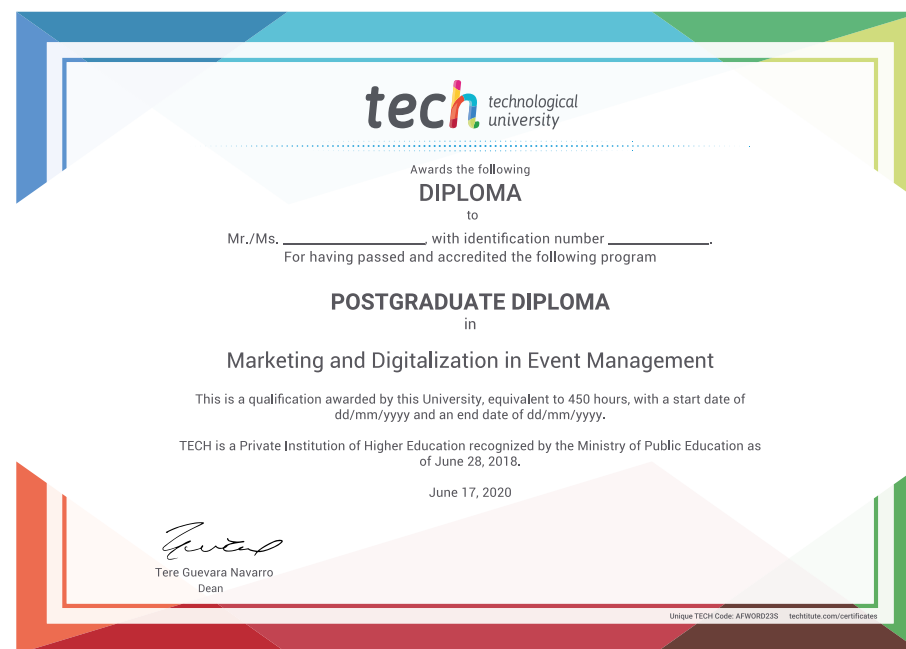 tech technological
university
Awards the following
DIPLOMA
to
Mr./Ms. ____________________, with identification number ______________.
For having passed and accredited the following program
POSTGRADUATE DIPLOMA
in
Marketing and Digitalization in Event Management
This is a qualification awarded by this University, equivalent to 450 hours, with a start date of
dd/mm/yyyy and an end date of dd/mm/yyyy.
TECH is a Private Institution of Higher Education recognized by the Ministry of Public Education as
of June 28, 2018.
June 17, 2020
Tere Guevara Navarro
Dean
Unique TECH Code: AFWORD23S techtitute.com/certificates